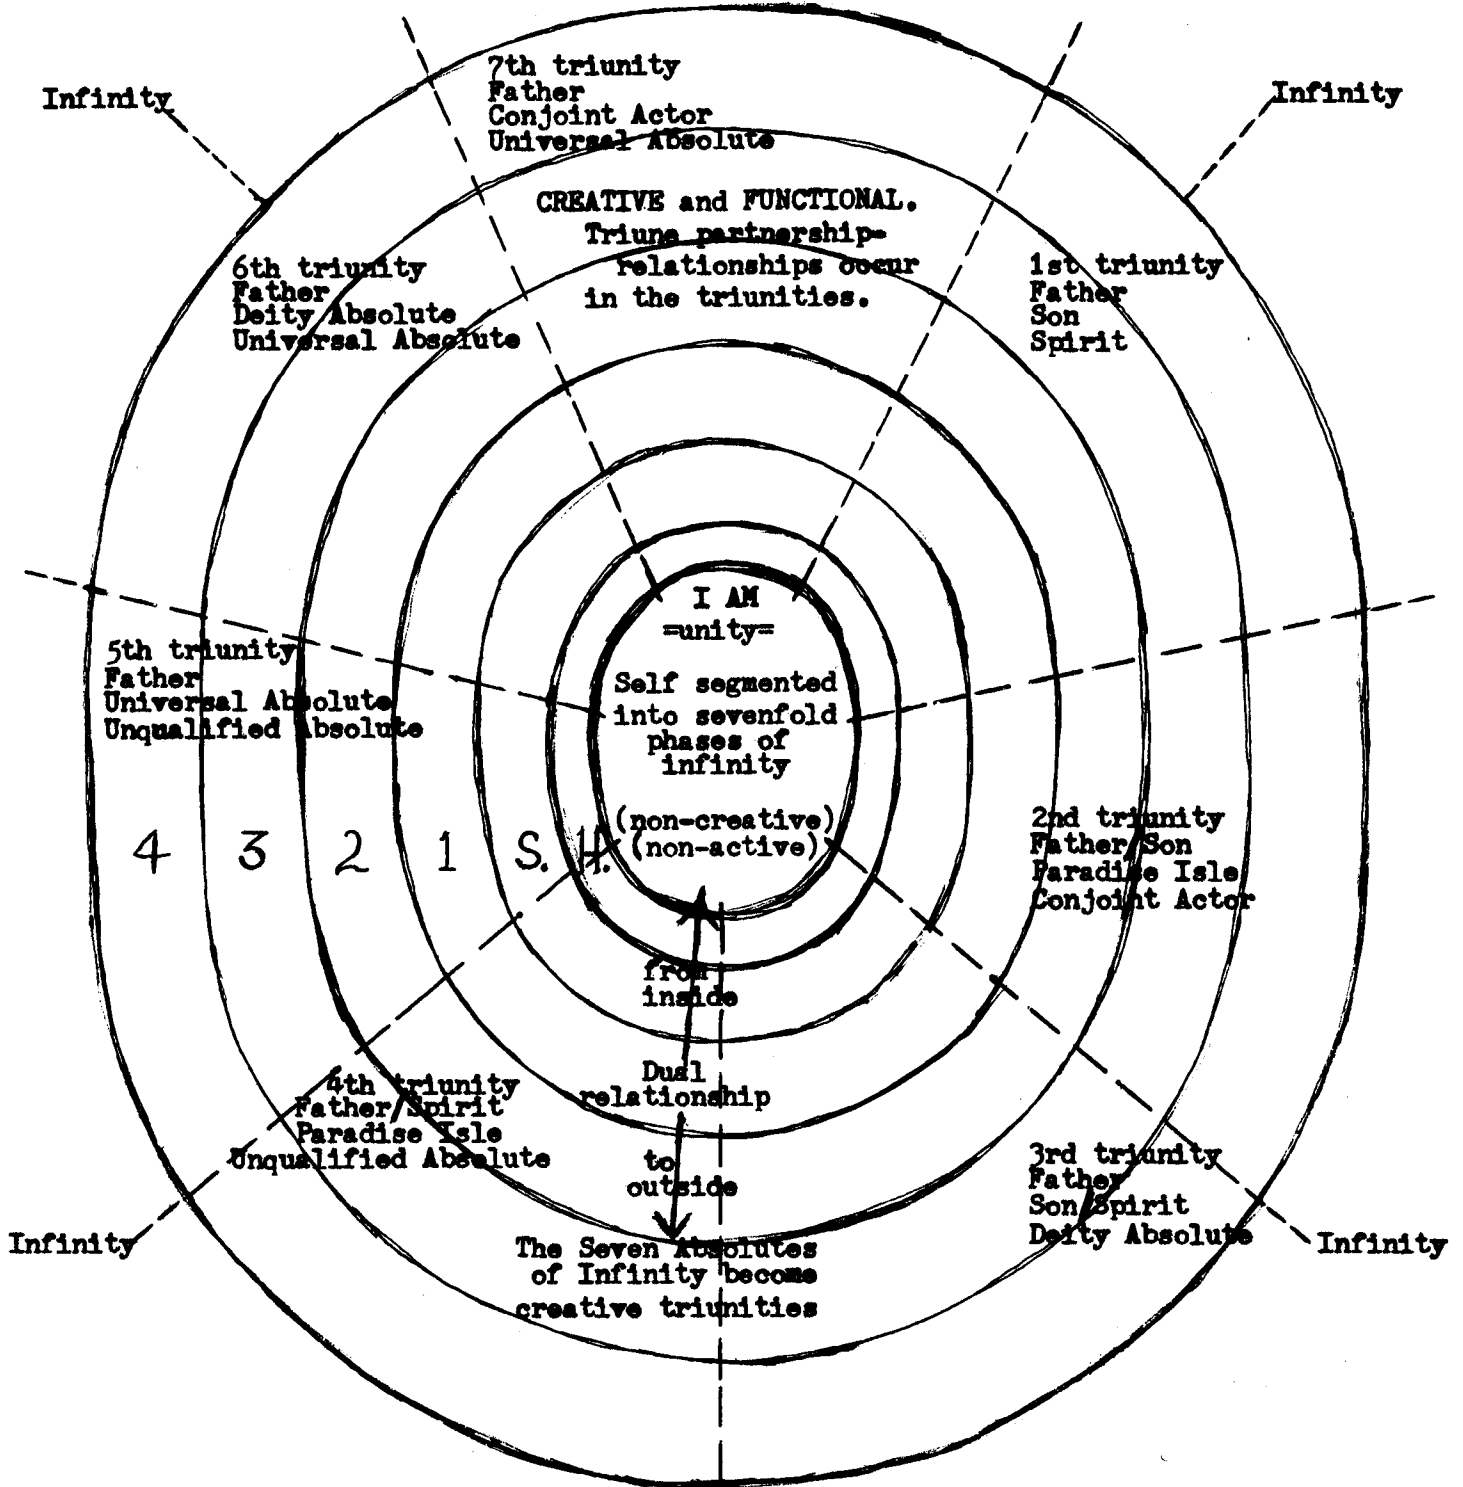 7th triunity
Father
Conjoint Actor
Universal Absolute
Infinity
Infinity
CREATIVE and FUNCTIONAL.
Triune partnership-
relationships occur
in the triunities.
6th triunity
Father
Deity Absolute
Universal Absolute
1st triunity
Father
Son
Spirit
I AM
=unity=
Self segmented
into sevenfold
phases of
infinity
(non-creative)
(non-active)
5th triunity
Father
Universal Absolute
Unqualified Absolute
4 3 2 1 S. H.
2nd triunity
Father/Son
Paradise Isle
Conjoint Actor
from
inside
Dual
relationship
to
outside
4th triunity
Father/Spirit
Paradise Isle
Unqualified Absolute
3rd triunity
Father
Son/Spirit
Deity Absolute
Infinity
Infinity
The Seven Absolutes
of Infinity become
creative triunities